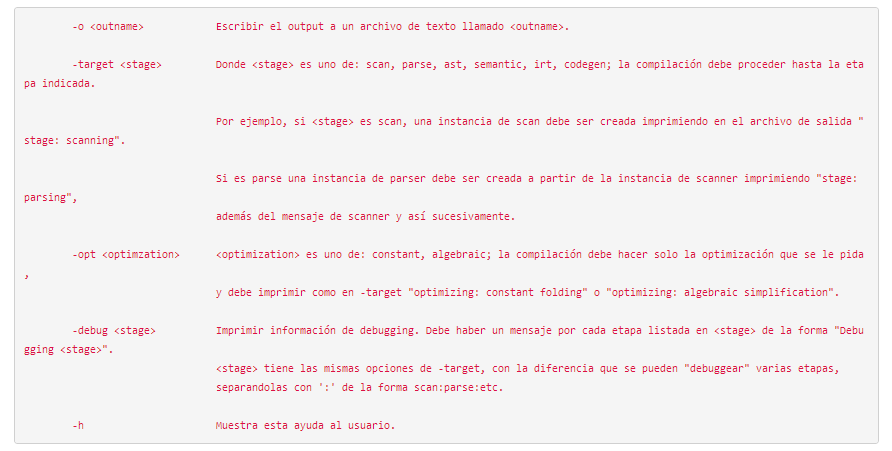 -o <outname>            Escribir el output a un archivo de texto llamado <outname>.
-target <stage>         Donde <stage> es uno de: scan, parse, ast, semantic, irt, codegen; la compilación debe proceder hasta la eta
pa indicada.
Por ejemplo, si <stage> es scan, una instancia de scan debe ser creada imprimiendo en el archivo de salida "
stage: scanning".
Si es parse una instancia de parser debe ser creada a partir de la instancia de scanner imprimiendo "stage:
parsing",
además del mensaje de scanner y así sucesivamente.
-opt <optimzation>      <optimization> es uno de: constant, algebraic; la compilación debe hacer solo la optimización que se le pida
,
y debe imprimir como en -target "optimizing: constant folding" o "optimizing: algebraic simplification".
-debug <stage>          Imprimir información de debugging. Debe haber un mensaje por cada etapa listada en <stage> de la forma "Debu
gging <stage>".
<stage> tiene las mismas opciones de -target, con la diferencia que se pueden "debuggear" varias etapas,
separandolas con ':' de la forma scan:parse:etc.
-h                      Muestra esta ayuda al usuario.